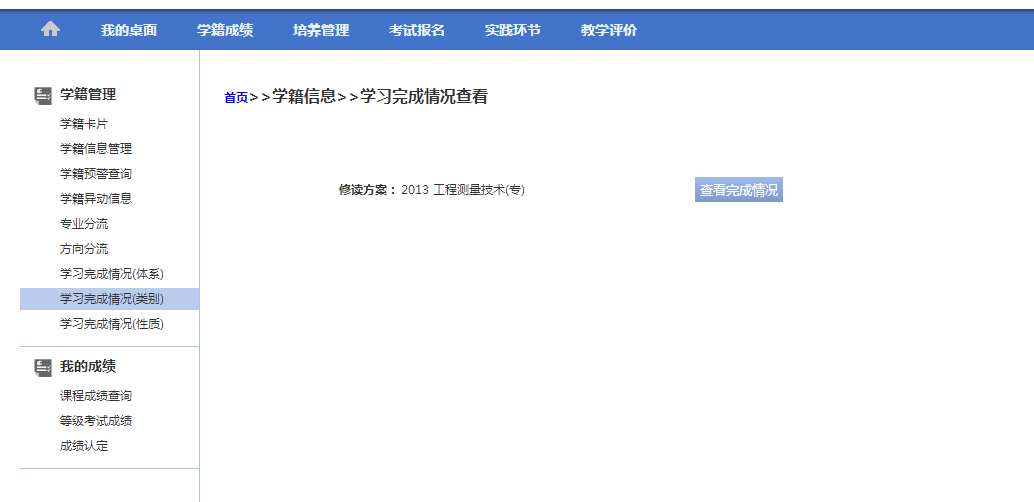 我的桌面 学籍成绩 培养管理 考试报名 实践环节 教学评价
学籍管理
学籍卡片
学籍信息管理
学籍预警查询
学籍异动信息
专业分流
方向分流
学习完成情况(体系)
学习完成情况(类别)
学习完成情况(性质)
我的成绩
课程成绩查询
等级考试成绩
成绩认定
首页>>学籍信息>>学习完成情况查看
修读方案：2013 工程测量技术(专) 查看完成情况